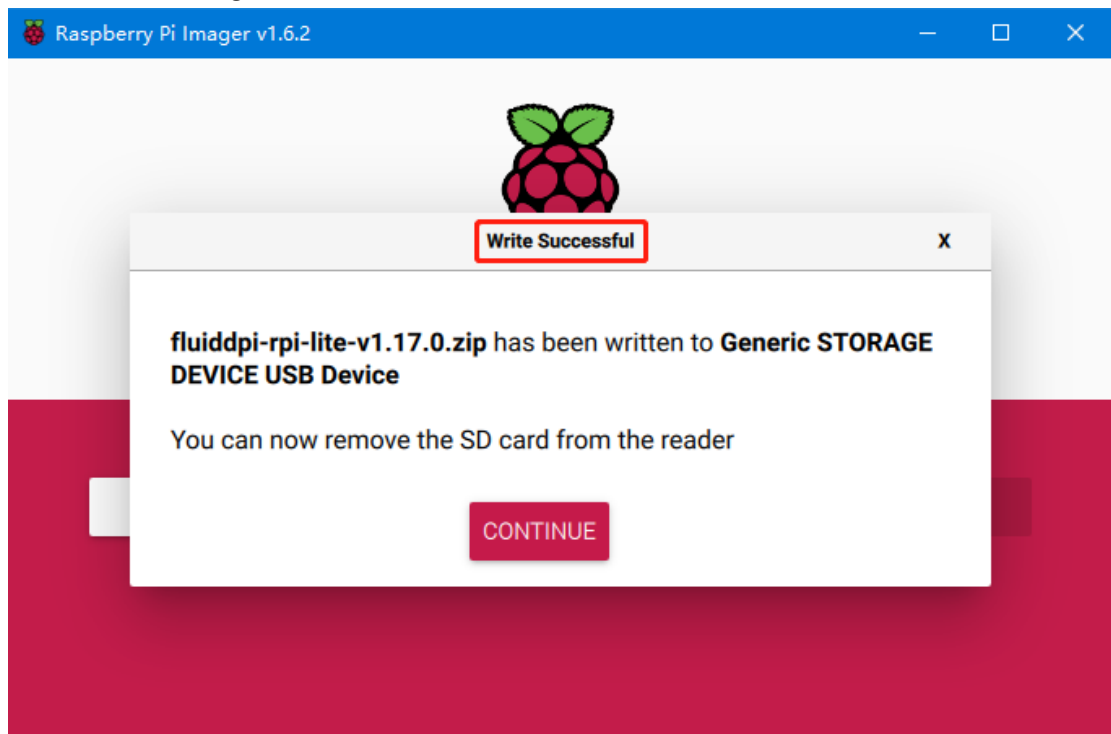 Raspberry Pi Imager v1.6.2
Write Successful
X
fluiddpi-rpi-lite-v1.17.0.zip has been written to Generic STORAGE
DEVICE USB Device
You can now remove the SD card from the reader
CONTINUE